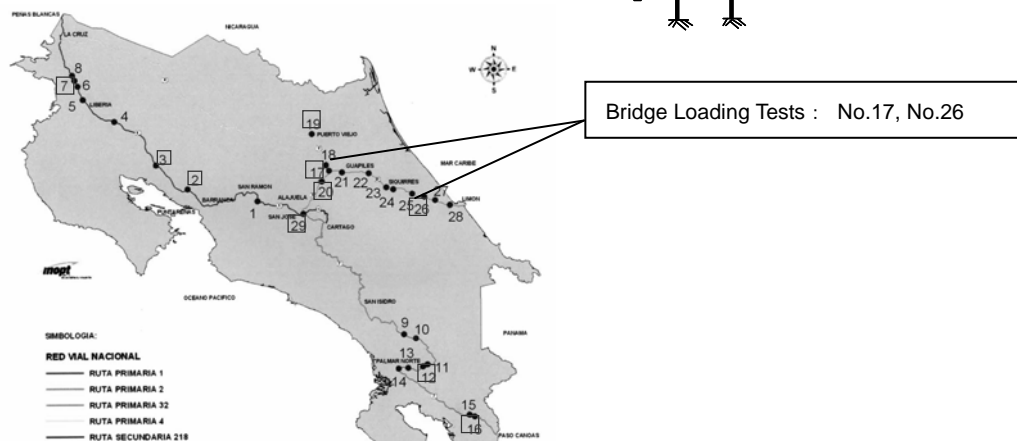 PENAS BLANCAS
NICARAGUA
LA CRUZ
N
W E
S
8
7
6
5
LIBERIA
4
Bridge Loading Tests : No.17, No.26
19
PUERTO VIEJO
3
18
17
GUAPILES
MAR CARIBE
21
22
20
SIQUIRRES
23
2
SAN RAMON
24
25
27
LIMON
BARRANCA
ALAJUELA
26
28
1
PUNTARENAS
SAN JOSE
29
CARTAGO
mopt
OCEANO PACIFICO
SAN ISIDRO
9
10
PANAMA
SIMBOLOGIA:
RED VIAL NACIONAL
13
PALMAR NORTE
11
14
12
RUTA PRIMARIA 1
RUTA PRIMARIA 2
RUTA PRIMARIA 32
15
RUTA PRIMARIA 4
16
RUTA SECUNDARIA 218
PASO CANOAS